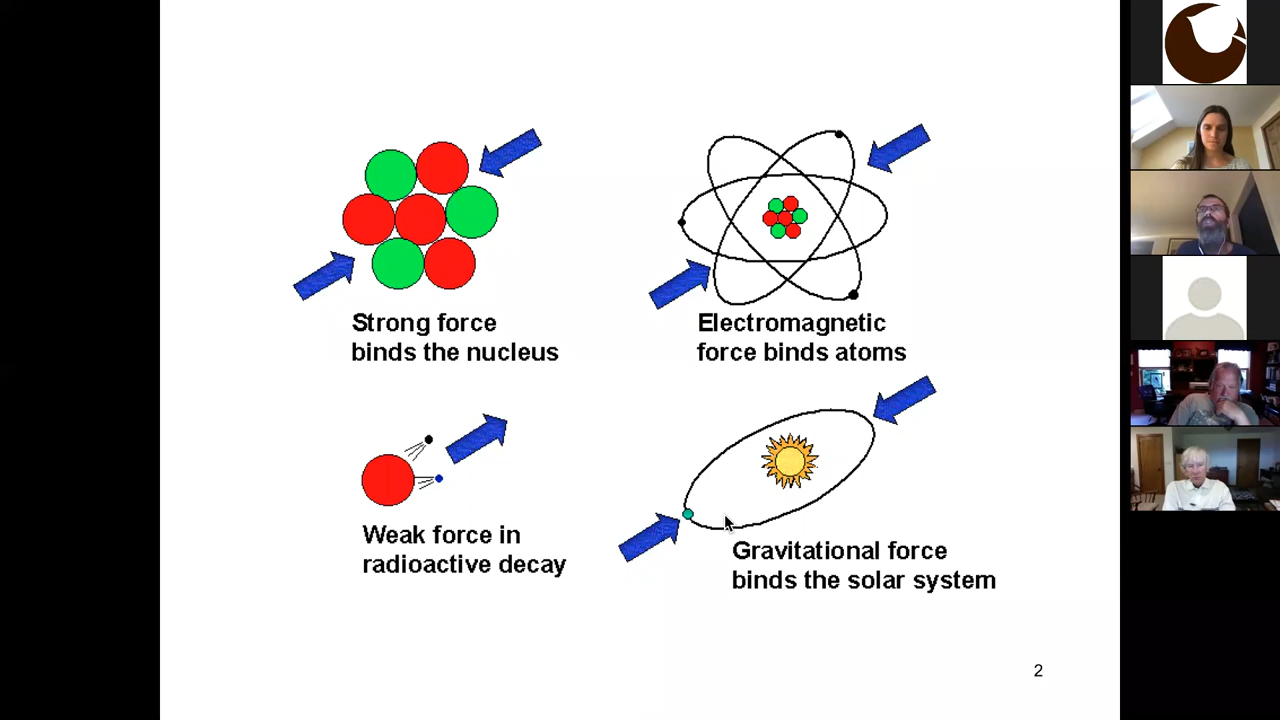 Strong force
binds the nucleus
Electromagnetic
force binds atoms
Weak force in
radioactive decay
Gravitational force
binds the solar system
2